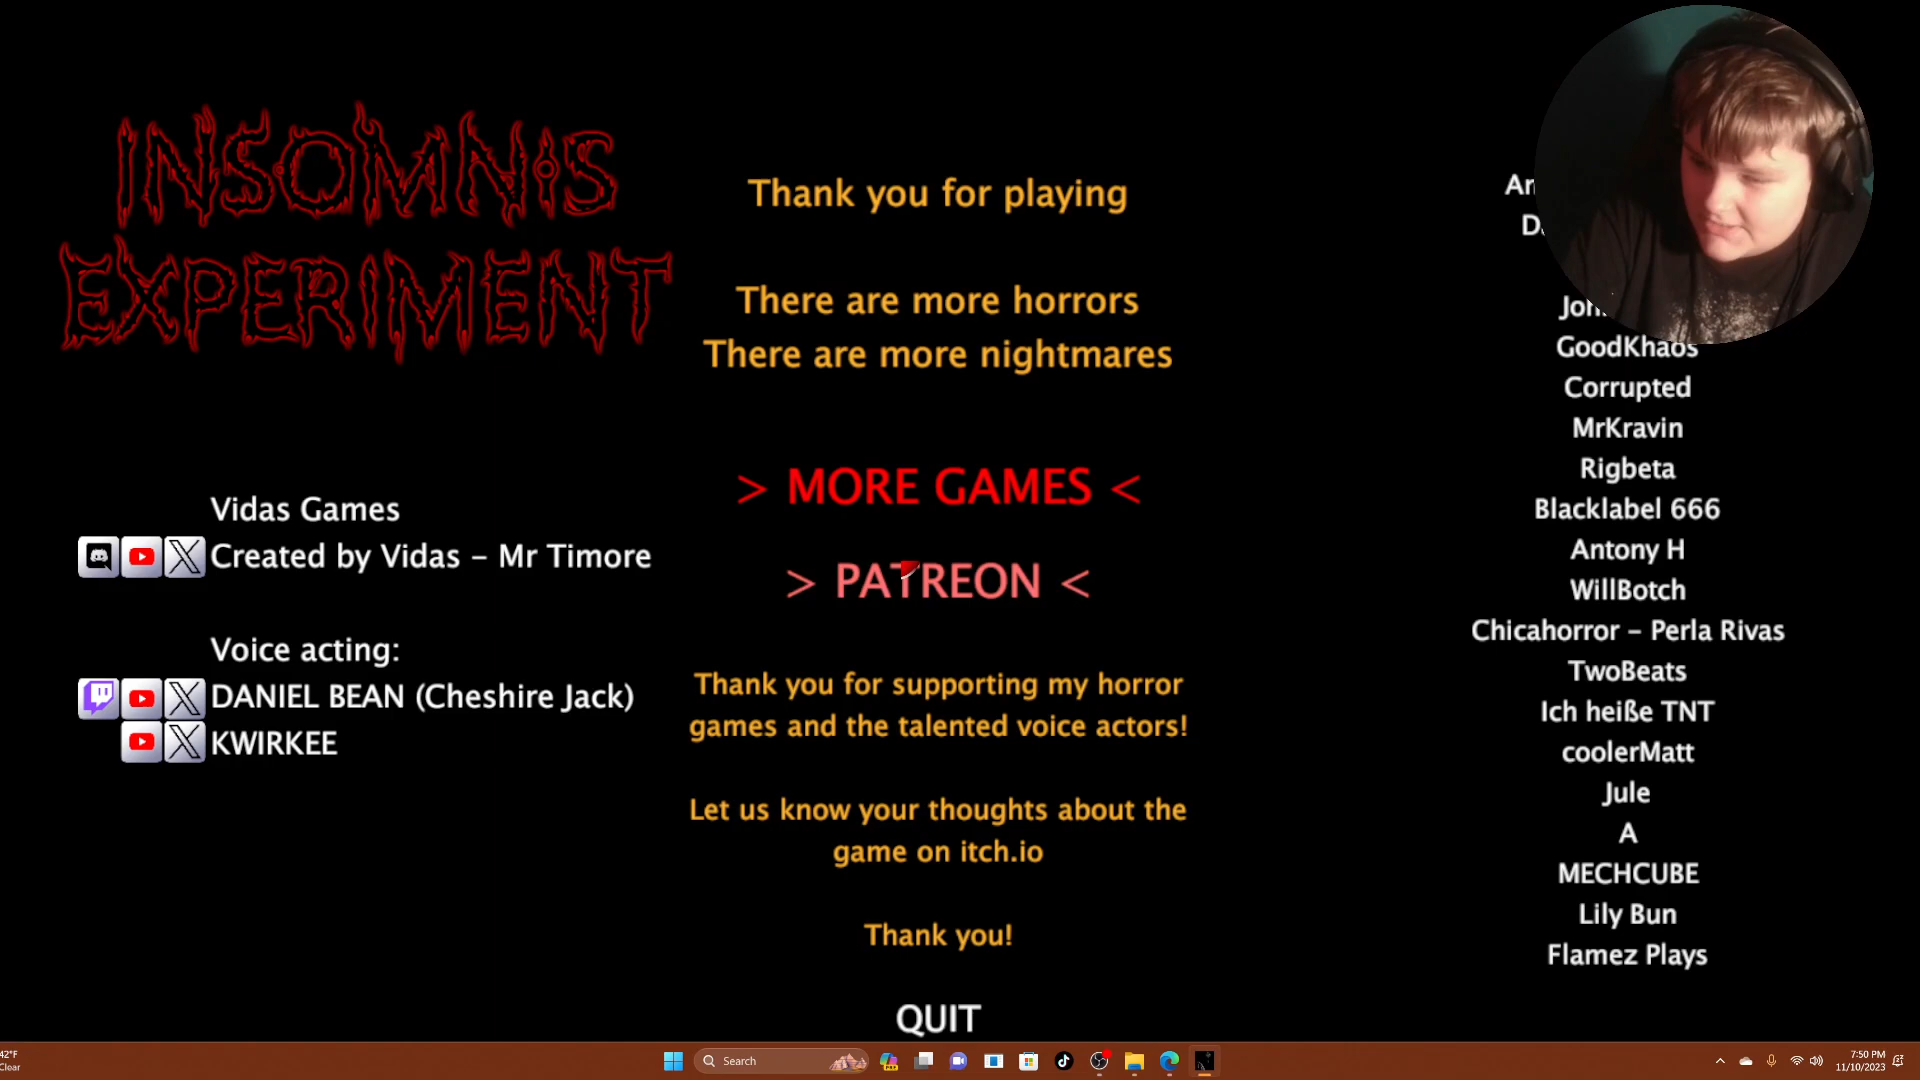 INSOMNIS
EXPERIMENT
Vidas Games
Created by Vidas – Mr Timore
Voice acting:
DANIEL BEAN (Cheshire Jack)
KWIRKEE
Thank you for playing
There are more horrors
There are more nightmares
> MORE GAMES <
> PATREON <
Thank you for supporting my horror
games and the talented voice actors!
Let us know your thoughts about the
game on itch.io
Thank you!
QUIT
GoodKhaos
Corrupted
MrKravin
Rigbeta
Blacklabel 666
Antony H
WillBotch
Chicahorror – Perla Rivas
TwoBeats
Ich heiße TNT
coolerMatt
Jule
A
MECHCUBE
Lily Bun
Flamez Plays
42°F
Clear
Search
7:50 PM
11/10/2023